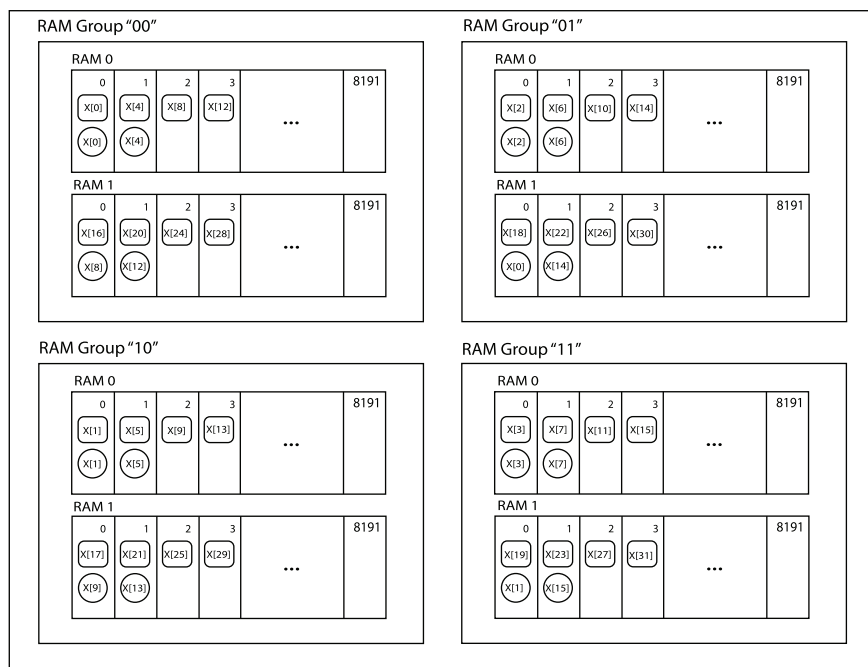 RAM Group “00”
RAM 0
0 1 2 3 ... 8191
X[0] X[4] X[8] X[12]
X[0] X[4]
RAM 1
0 1 2 3 ... 8191
X[16] X[20] X[24] X[28]
X[8] X[12]
RAM Group “01”
RAM 0
0 1 2 3 ... 8191
X[2] X[6] X[10] X[14]
X[2] X[6]
RAM 1
0 1 2 3 ... 8191
X[18] X[22] X[26] X[30]
X[0] X[14]
RAM Group “10”
RAM 0
0 1 2 3 ... 8191
X[1] X[5] X[9] X[13]
X[1] X[5]
RAM 1
0 1 2 3 ... 8191
X[17] X[21] X[25] X[29]
X[9] X[13]
RAM Group “11”
RAM 0
0 1 2 3 ... 8191
X[3] X[7] X[11] X[15]
X[3] X[7]
RAM 1
0 1 2 3 ... 8191
X[19] X[23] X[27] X[31]
X[1] X[15]